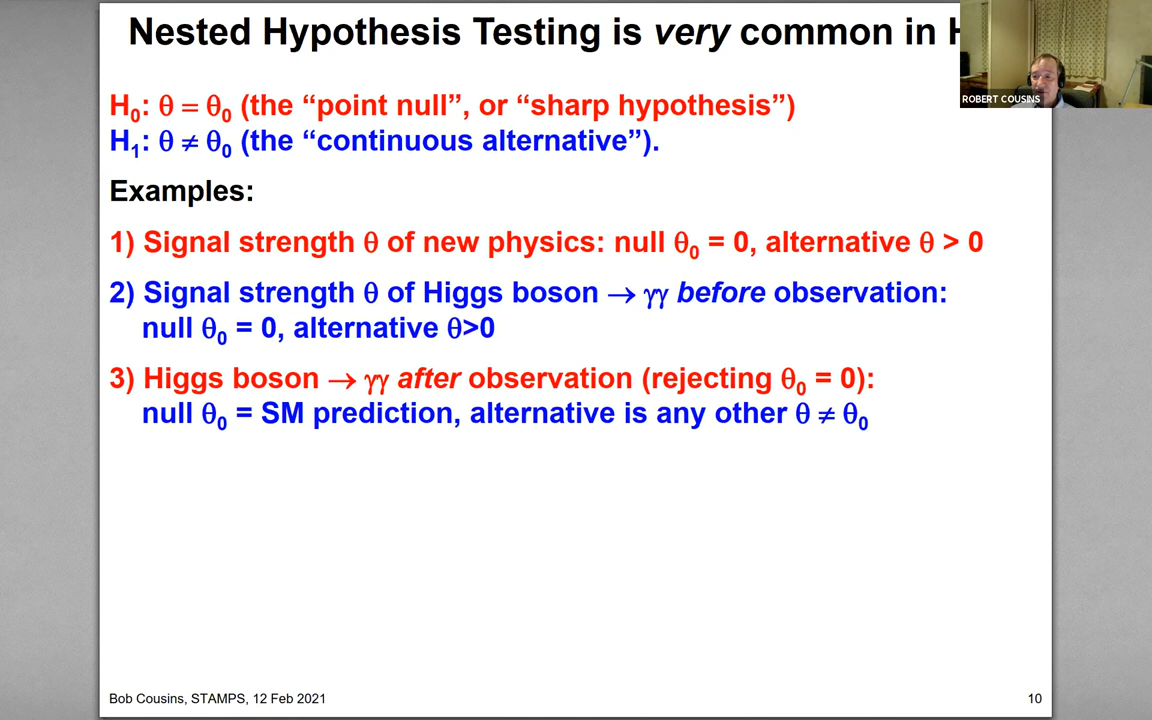 Nested Hypothesis Testing is very common in H
ROBERT COUSINS
H₀: θ = θ₀ (the “point null”, or “sharp hypothesis”)
H₁: θ ≠ θ₀ (the “continuous alternative”).
Examples:
1) Signal strength θ of new physics: null θ₀ = 0, alternative θ > 0
2) Signal strength θ of Higgs boson → γγ before observation:
null θ₀ = 0, alternative θ>0
3) Higgs boson → γγ after observation (rejecting θ₀ = 0):
null θ₀ = SM prediction, alternative is any other θ ≠ θ₀
Bob Cousins, STAMPS, 12 Feb 2021
10